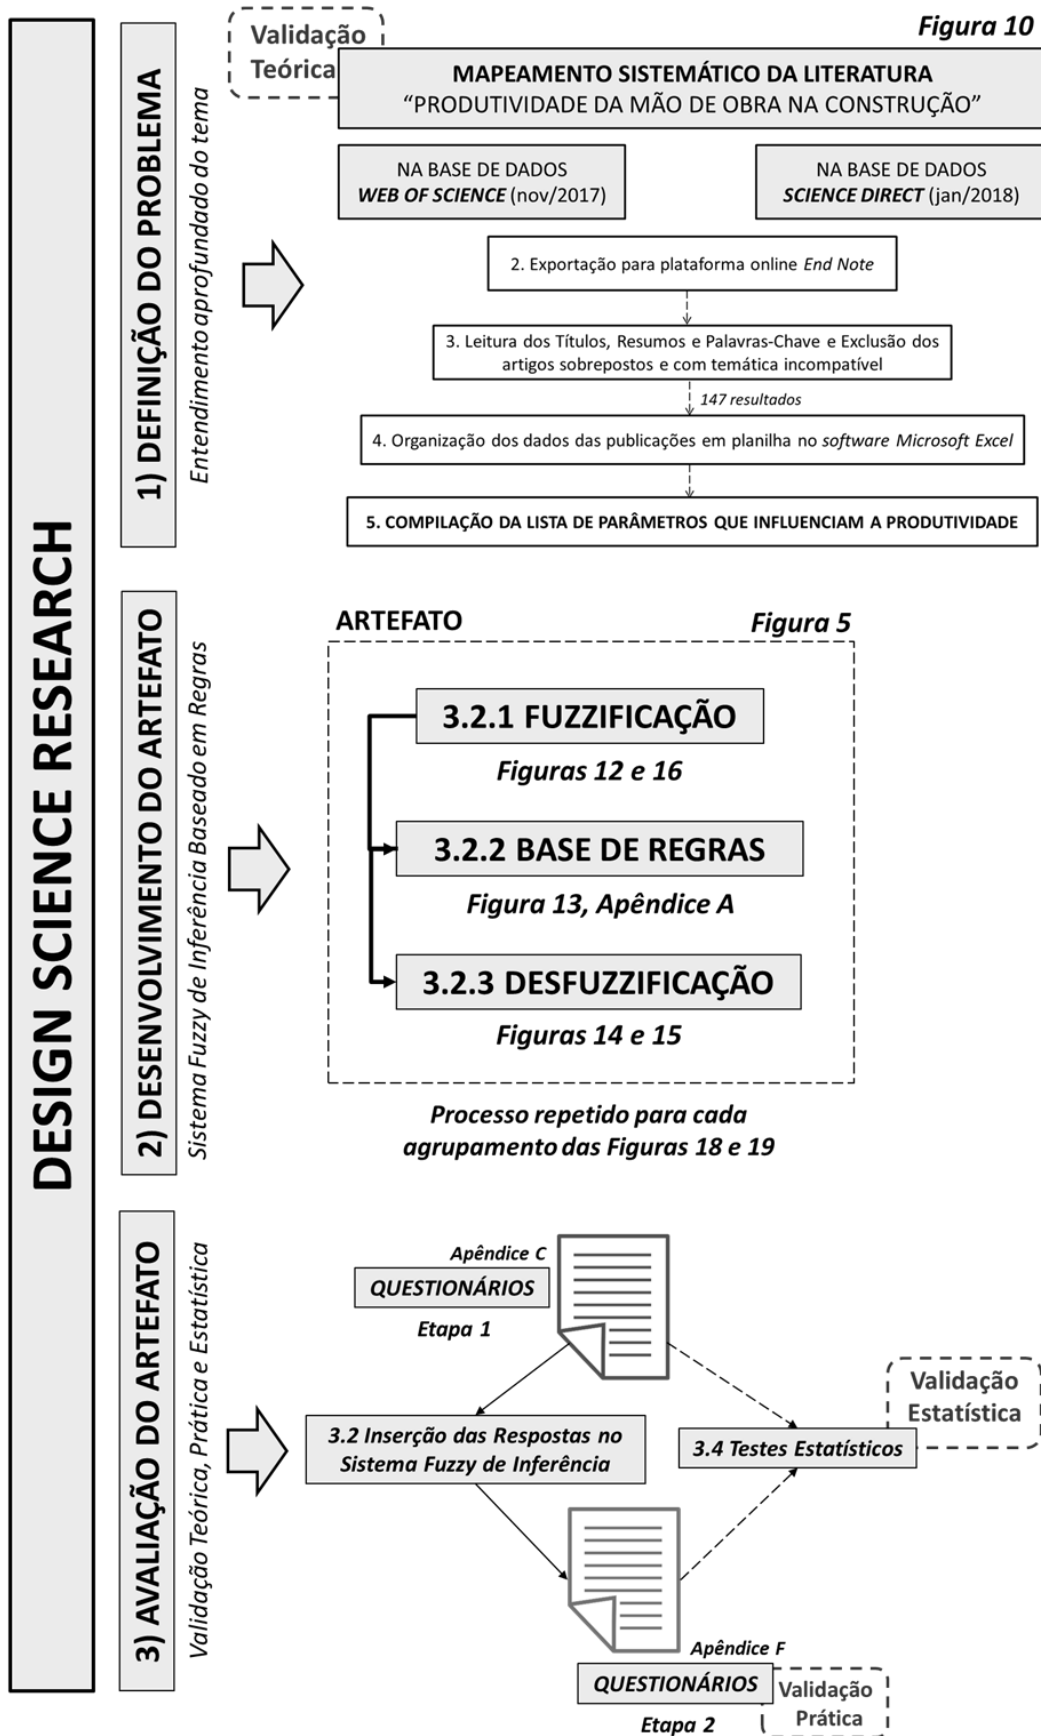 DESIGN SCIENCE RESEARCH
1) DEFINIÇÃO DO PROBLEMA
Entendimento aprofundado do tema
Validação
Teórica
Figura 10
MAPEAMENTO SISTEMÁTICO DA LITERATURA
“PRODUTIVIDADE DA MÃO DE OBRA NA CONSTRUÇÃO”
NA BASE DE DADOS
WEB OF SCIENCE (nov/2017)
NA BASE DE DADOS
SCIENCE DIRECT (jan/2018)
2. Exportação para plataforma online End Note
3. Leitura dos Títulos, Resumos e Palavras-Chave e Exclusão dos
artigos sobrepostos e com temática incompatível
147 resultados
4. Organização dos dados das publicações em planilha no software Microsoft Excel
5. COMPILAÇÃO DA LISTA DE PARÂMETROS QUE INFLUENCIAM A PRODUTIVIDADE
2) DESENVOLVIMENTO DO ARTEFATO
Sistema Fuzzy de Inferência Baseado em Regras
ARTEFATO
Figura 5
3.2.1 FUZZIFICAÇÃO
Figuras 12 e 16
3.2.2 BASE DE REGRAS
Figura 13, Apêndice A
3.2.3 DESFUZZIFICAÇÃO
Figuras 14 e 15
Processo repetido para cada
agrupamento das Figuras 18 e 19
3) AVALIAÇÃO DO ARTEFATO
Validação Teórica, Prática e Estatística
Apêndice C
QUESTIONÁRIOS
Etapa 1
3.2 Inserção das Respostas no
Sistema Fuzzy de Inferência
Validação
Estatística
3.4 Testes Estatísticos
Apêndice F
QUESTIONÁRIOS
Etapa 2
Validação
Prática